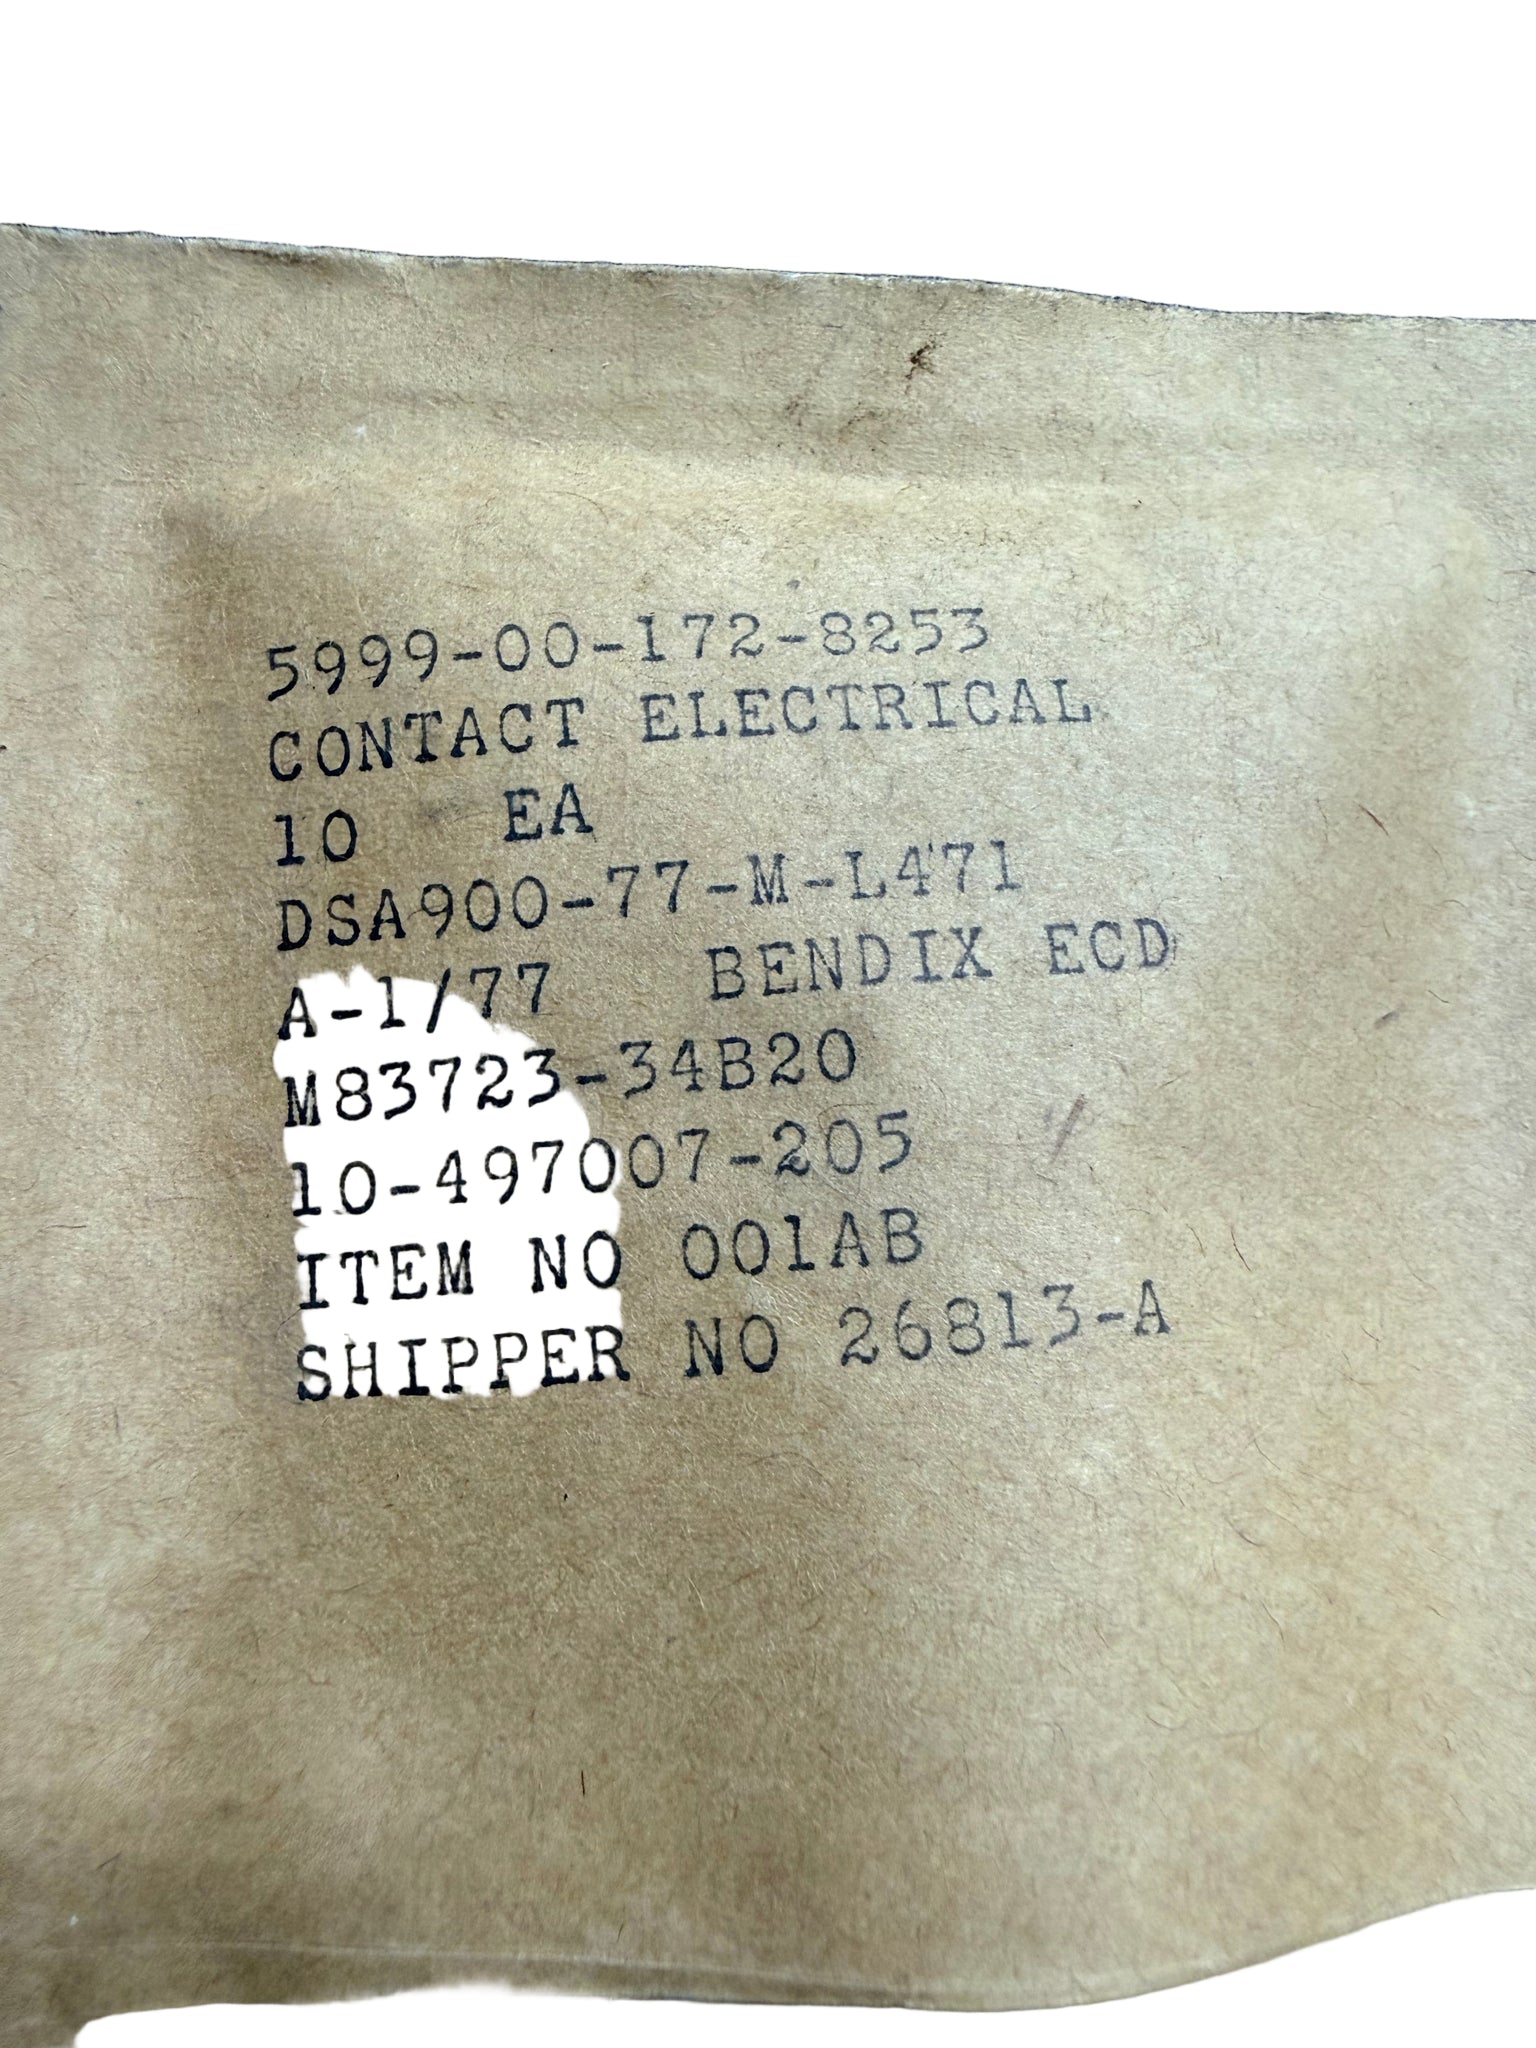 5999-00-172-8253
CONTACT ELECTRICAL
10 EA
DSA900-77-M-L471
A-1/77 BENDIX ECD
M83723-34B20
10-497007-205
ITEM NO 001AB
SHIPPER NO 26813-A